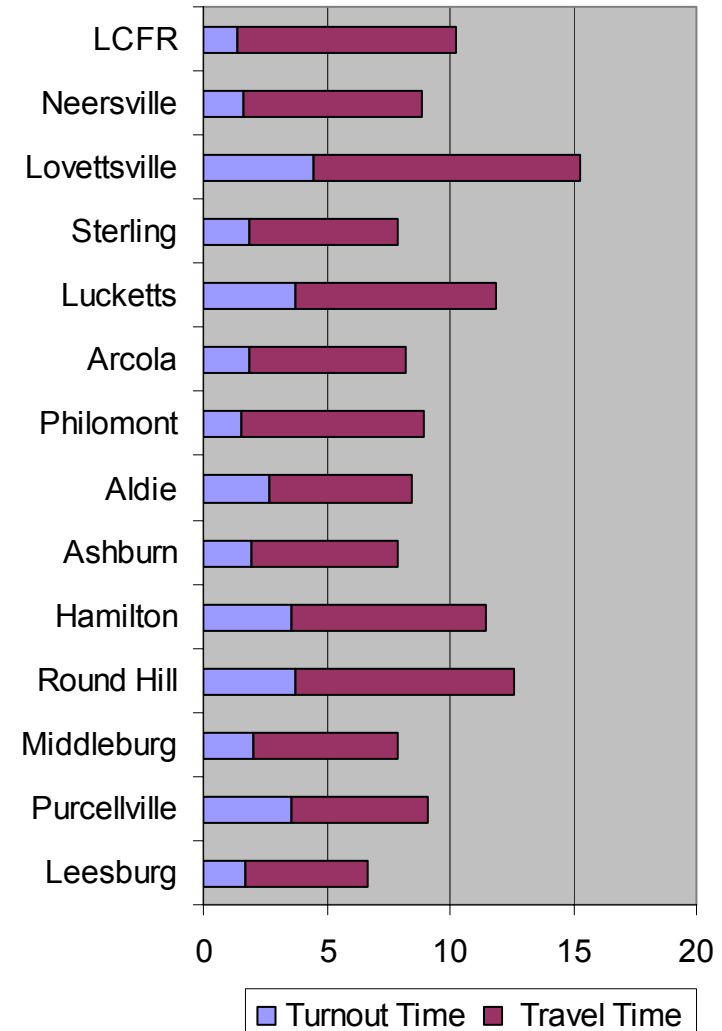 LCFR
Neersville
Lovettsville
Sterling
Lucketts
Arcola
Philomont
Aldie
Ashburn
Hamilton
Round Hill
Middleburg
Purcellville
Leesburg
0 5 10 15 20
Turnout Time Travel Time